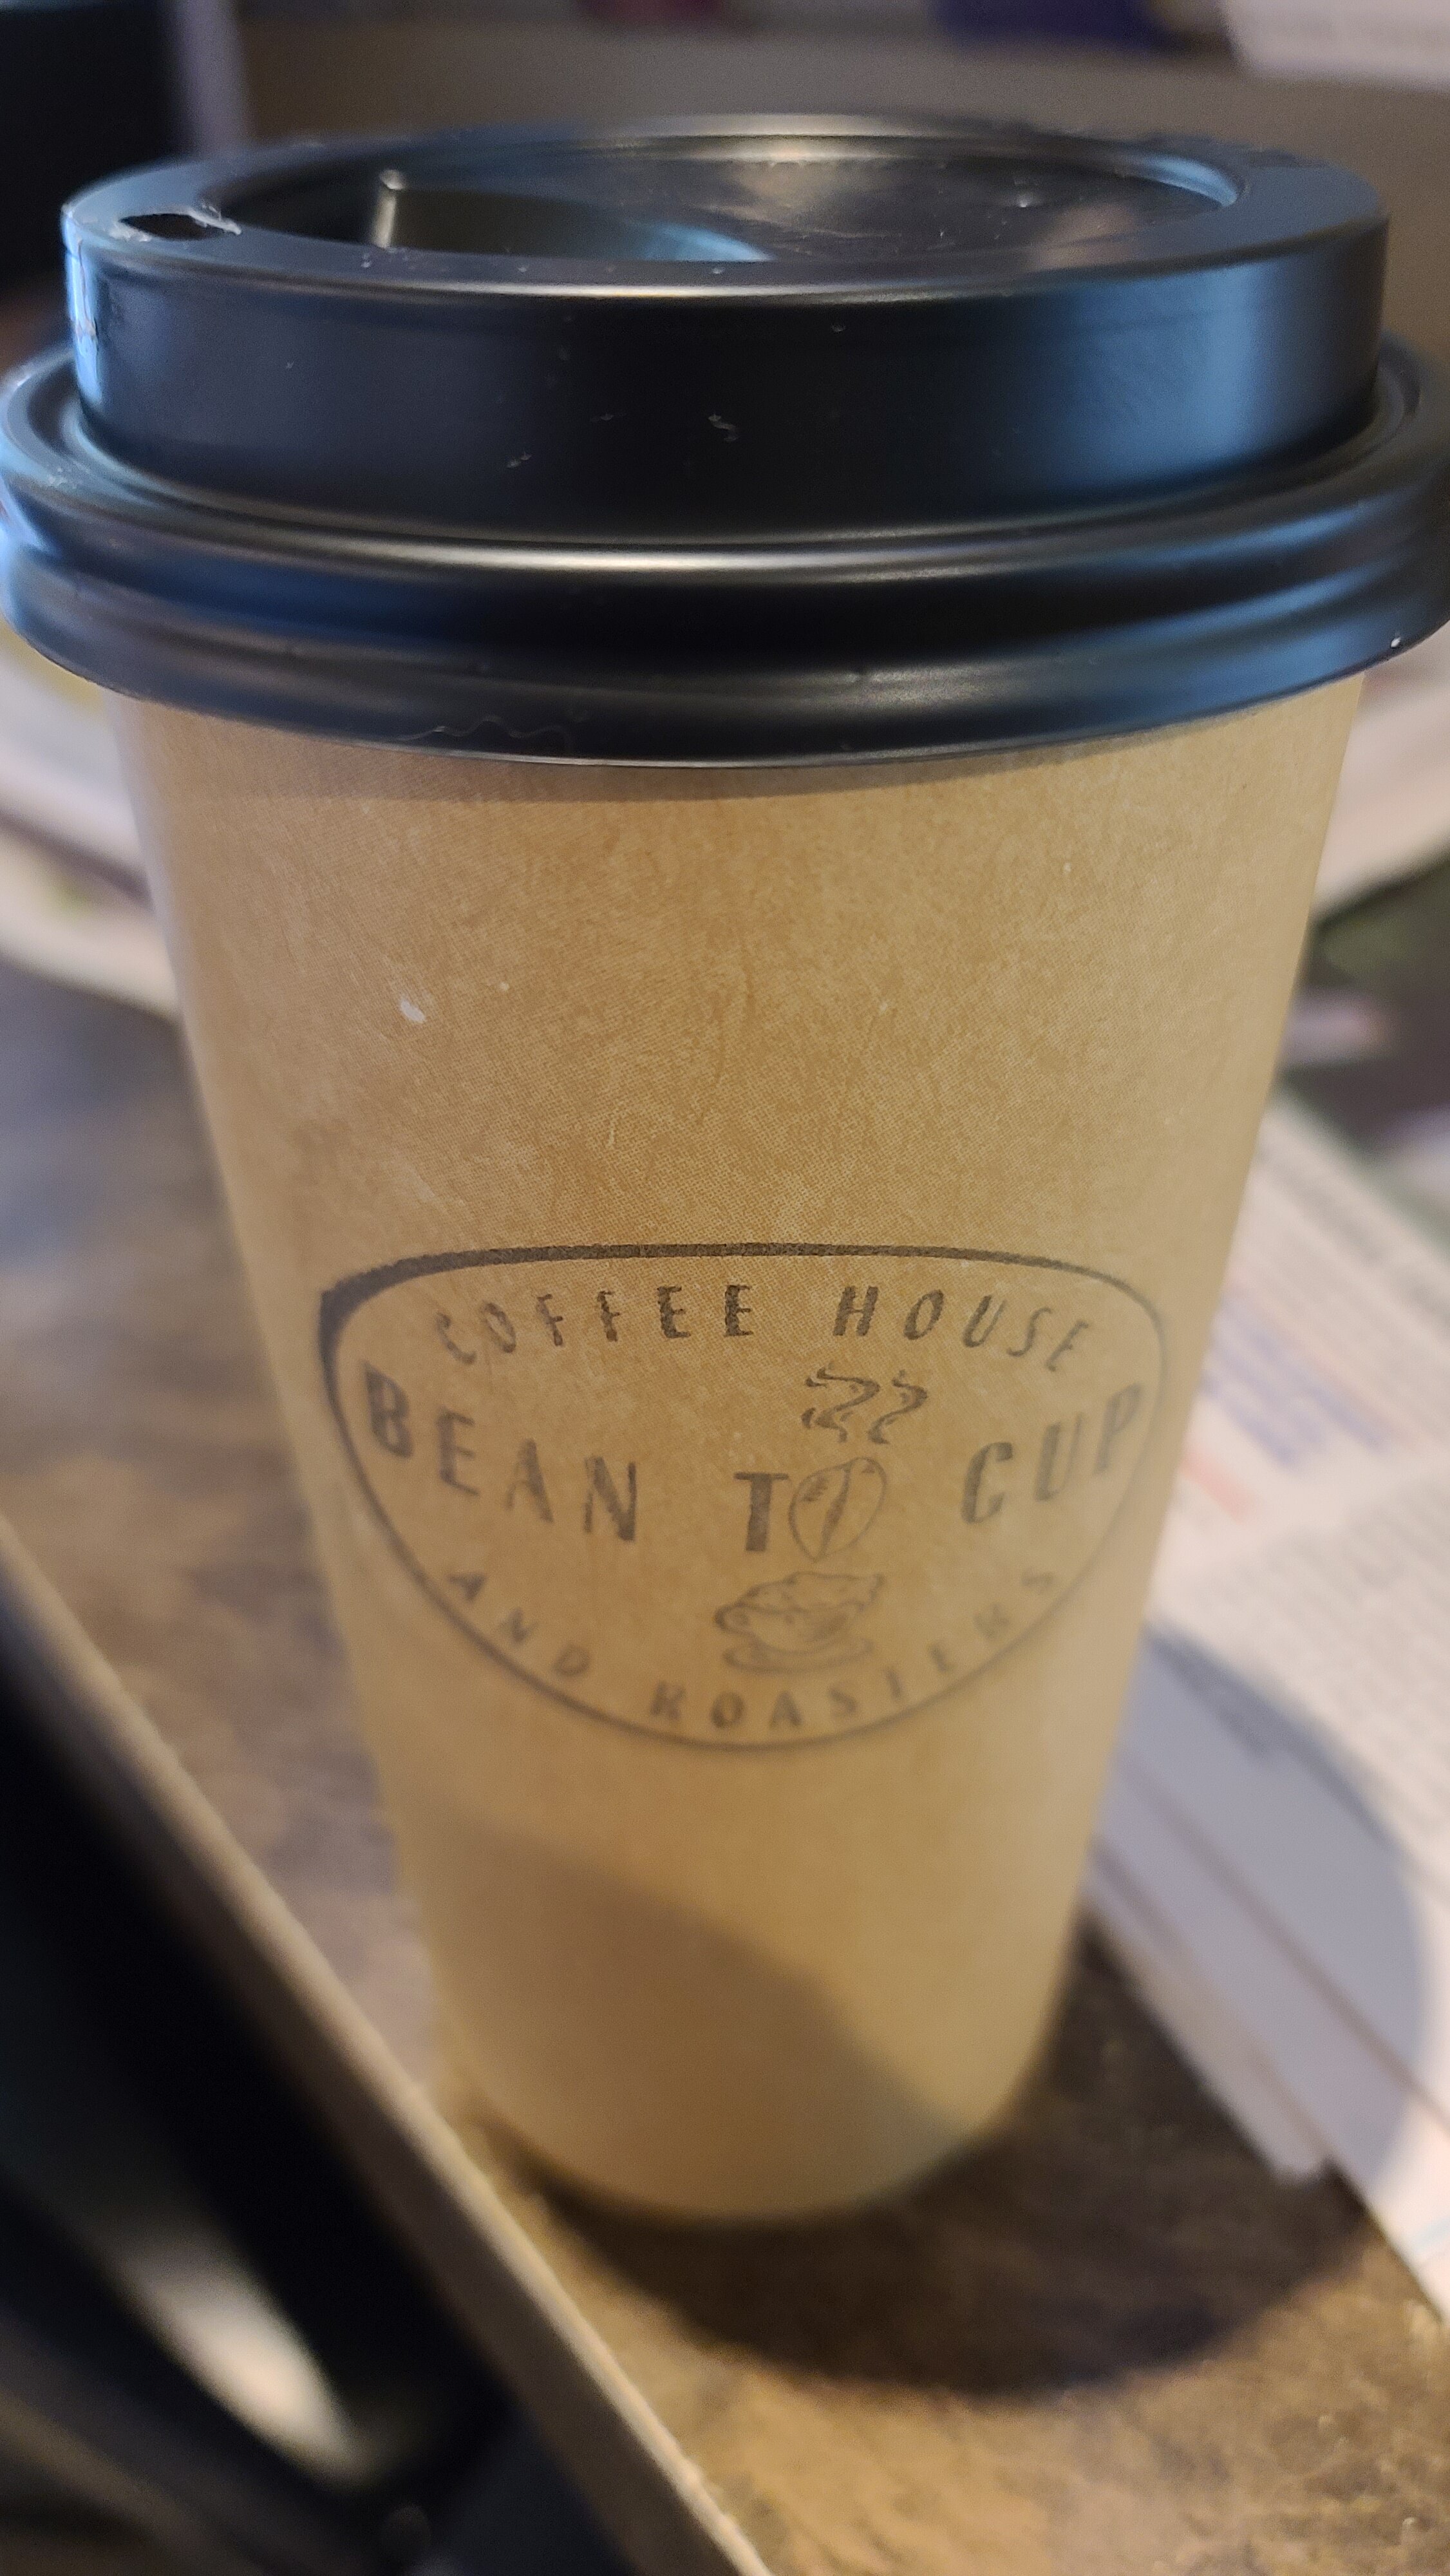 COFFEE HOUSE
BEAN TO CUP
AND ROASTERS